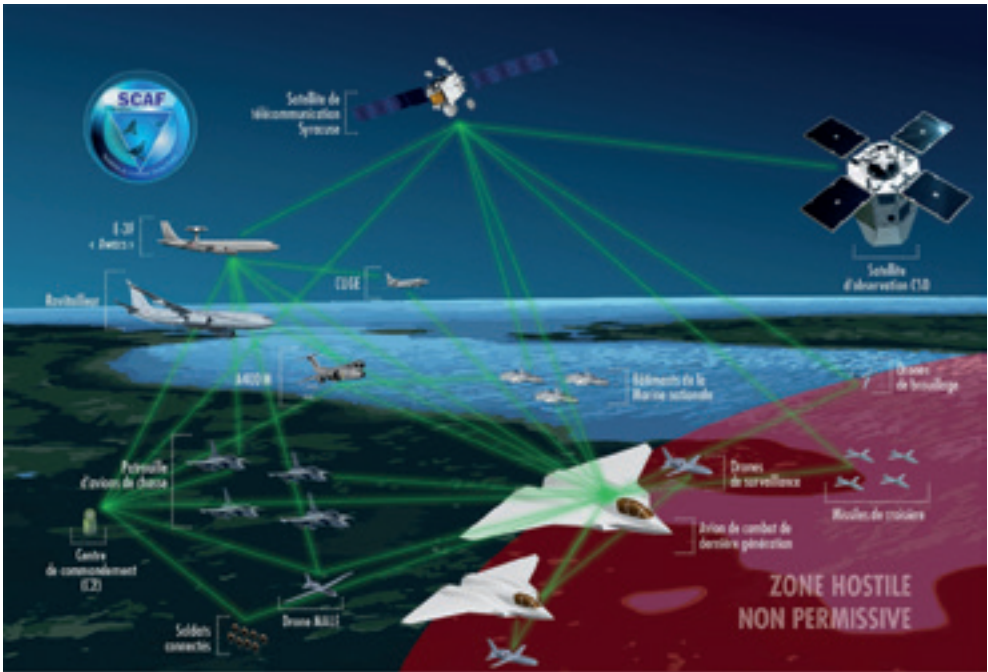 SCAF
Satellite de
télécommunication
Syracuse
E-3F
« Awacs »
Ravitailleur
CUGE
Satellite
d'observation CSO
A400M
Bâtiments de la
Marine nationale
Drones
de brouillage
Patrouille
d'avions de chasse
Drones
de surveillance
Missiles de croisière
Avion de combat de
dernière génération
Centre
de commandement
(C2)
Drone MALE
Soldats
connectés
ZONE HOSTILE
NON PERMISSIVE